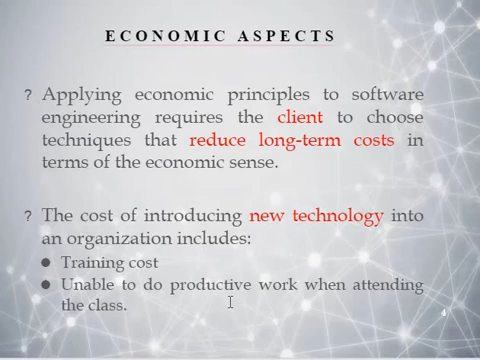 ECONOMIC ASPECTS
? Applying economic principles to software
engineering requires the client to choose
techniques that reduce long-term costs in
terms of the economic sense.
? The cost of introducing new technology into
an organization includes:
● Training cost
● Unable to do productive work when attending
the class.
4